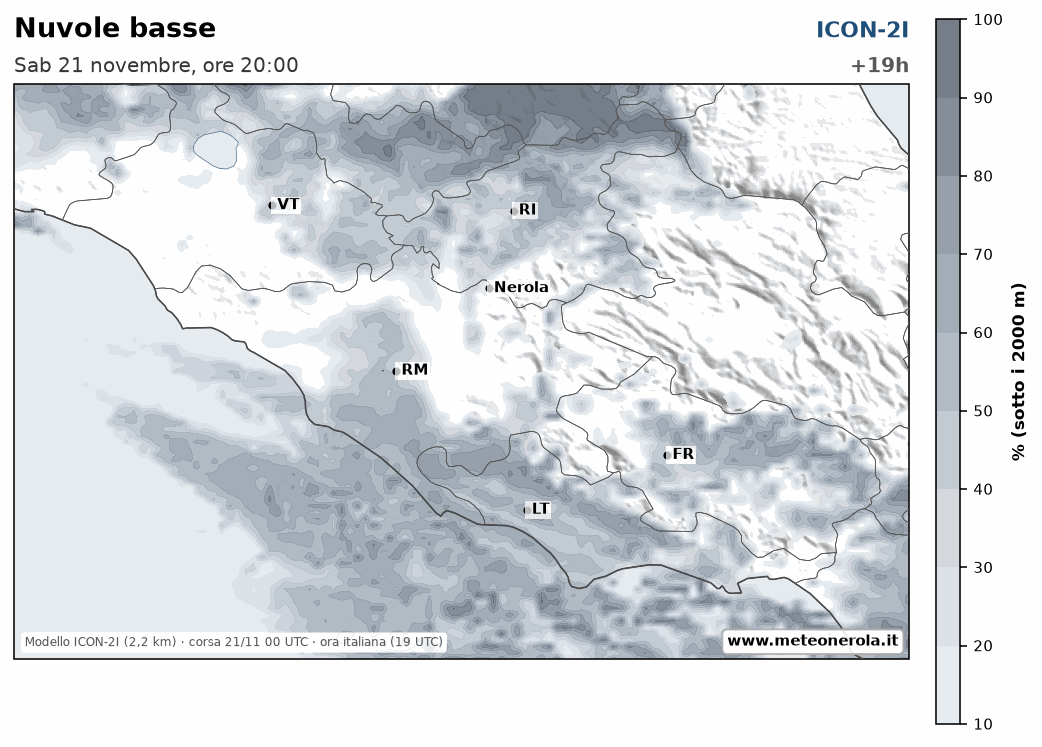 Nuvole basse
ICON-2I
Sab 21 novembre, ore 20:00
+19h
100
90
80
70
60
50
40
30
20
10
% (sotto i 2000 m)
VT
RI
Nerola
RM
FR
LT
Modello ICON-2I (2,2 km) · corsa 21/11 00 UTC · ora italiana (19 UTC)
www.meteonerola.it